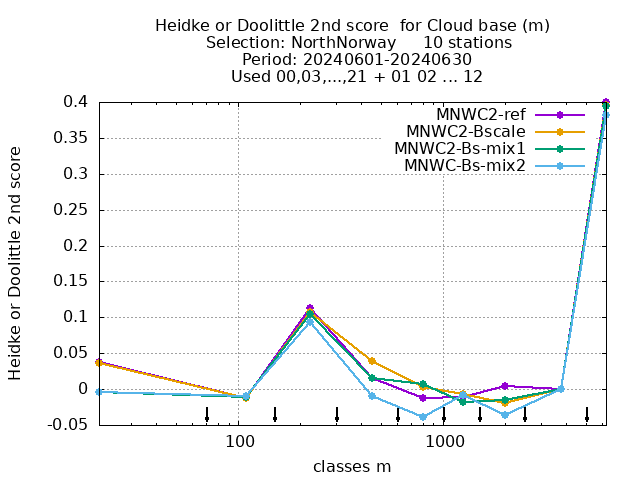 Heidke or Doolittle 2nd score  for Cloud base (m)
Selection: NorthNorway     10 stations
Period: 20240601-20240630
Used 00,03,...,21 + 01 02 ... 12
MNWC2-ref
MNWC2-Bscale
MNWC2-Bs-mix1
MNWC-Bs-mix2
Heidke or Doolittle 2nd score
0.4
0.35
0.3
0.25
0.2
0.15
0.1
0.05
0
-0.05
100
1000
classes m